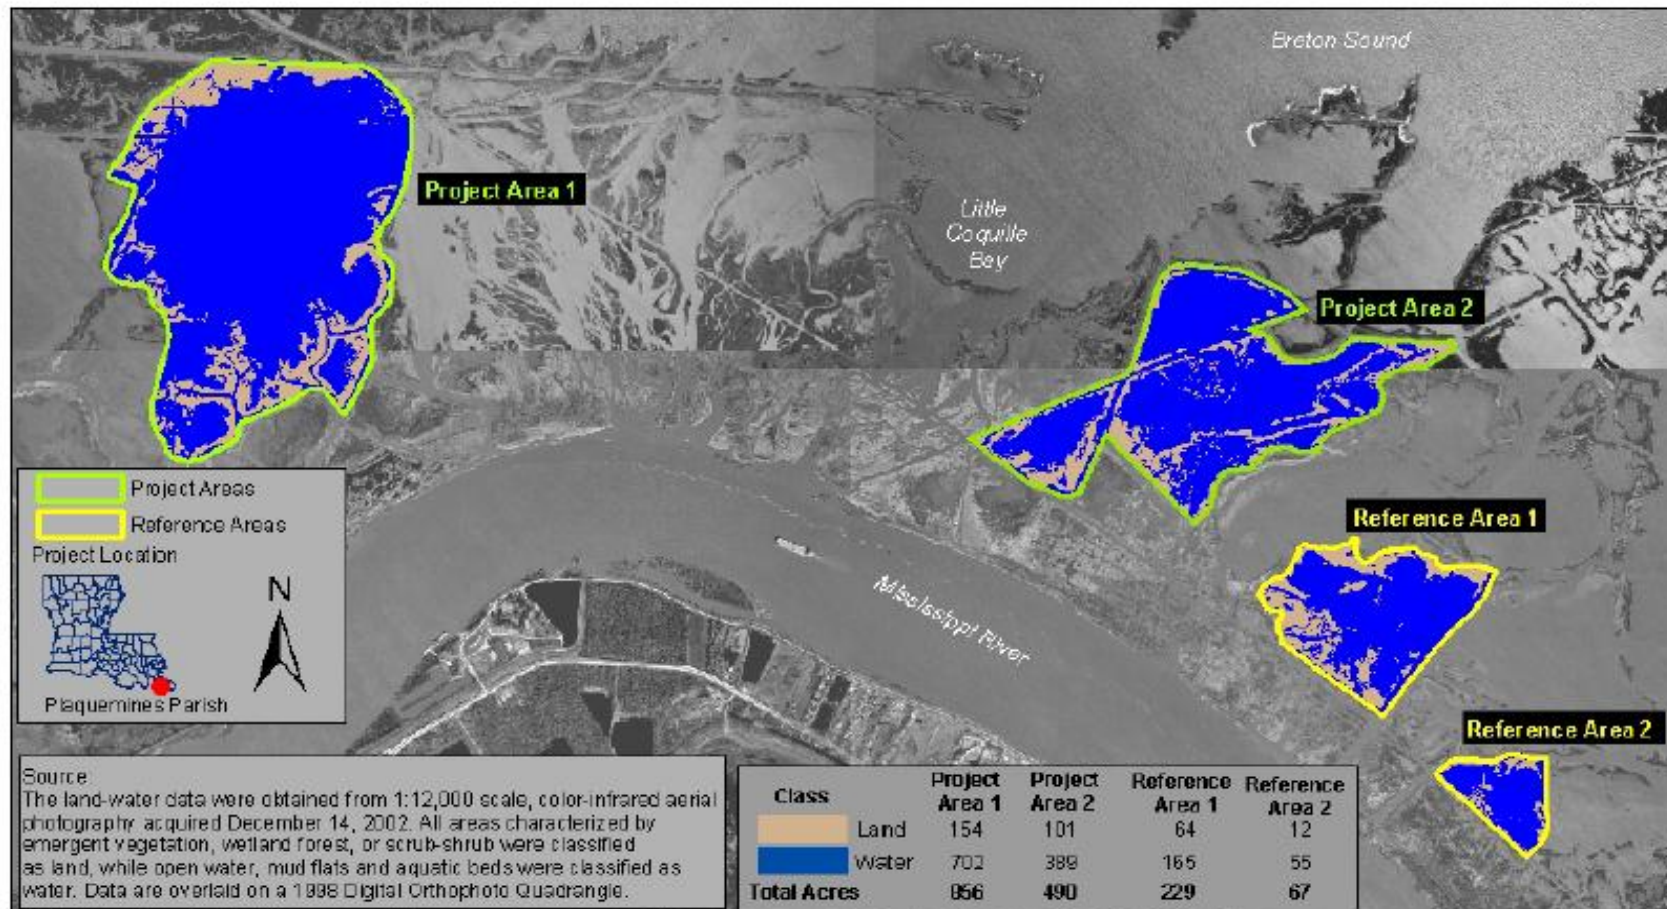 Breton Sound
Project Area 1
Little
Coquille
Bay
Project Area 2
Project Areas
Reference Areas
Project Location
N
Plaquemines Parish
Reference Area 1
Mississippi River
Reference Area 2
Source
The land-water data were obtained from 1:12,000 scale, color-infrared aerial
photography acquired December 14, 2002. All areas characterized by
emergent vegetation, wetland forest, or scrub-shrub were classified
as land, while open water, mud flats and aquatic beds were classified as
water. Data are overlaid on a 1998 Digital Orthophoto Quadrangle.
Class Project Area 1 Project Area 2 Reference Area 1 Reference Area 2
Land 154 101 64 12
Water 702 389 165 55
Total Acres 856 490 229 67